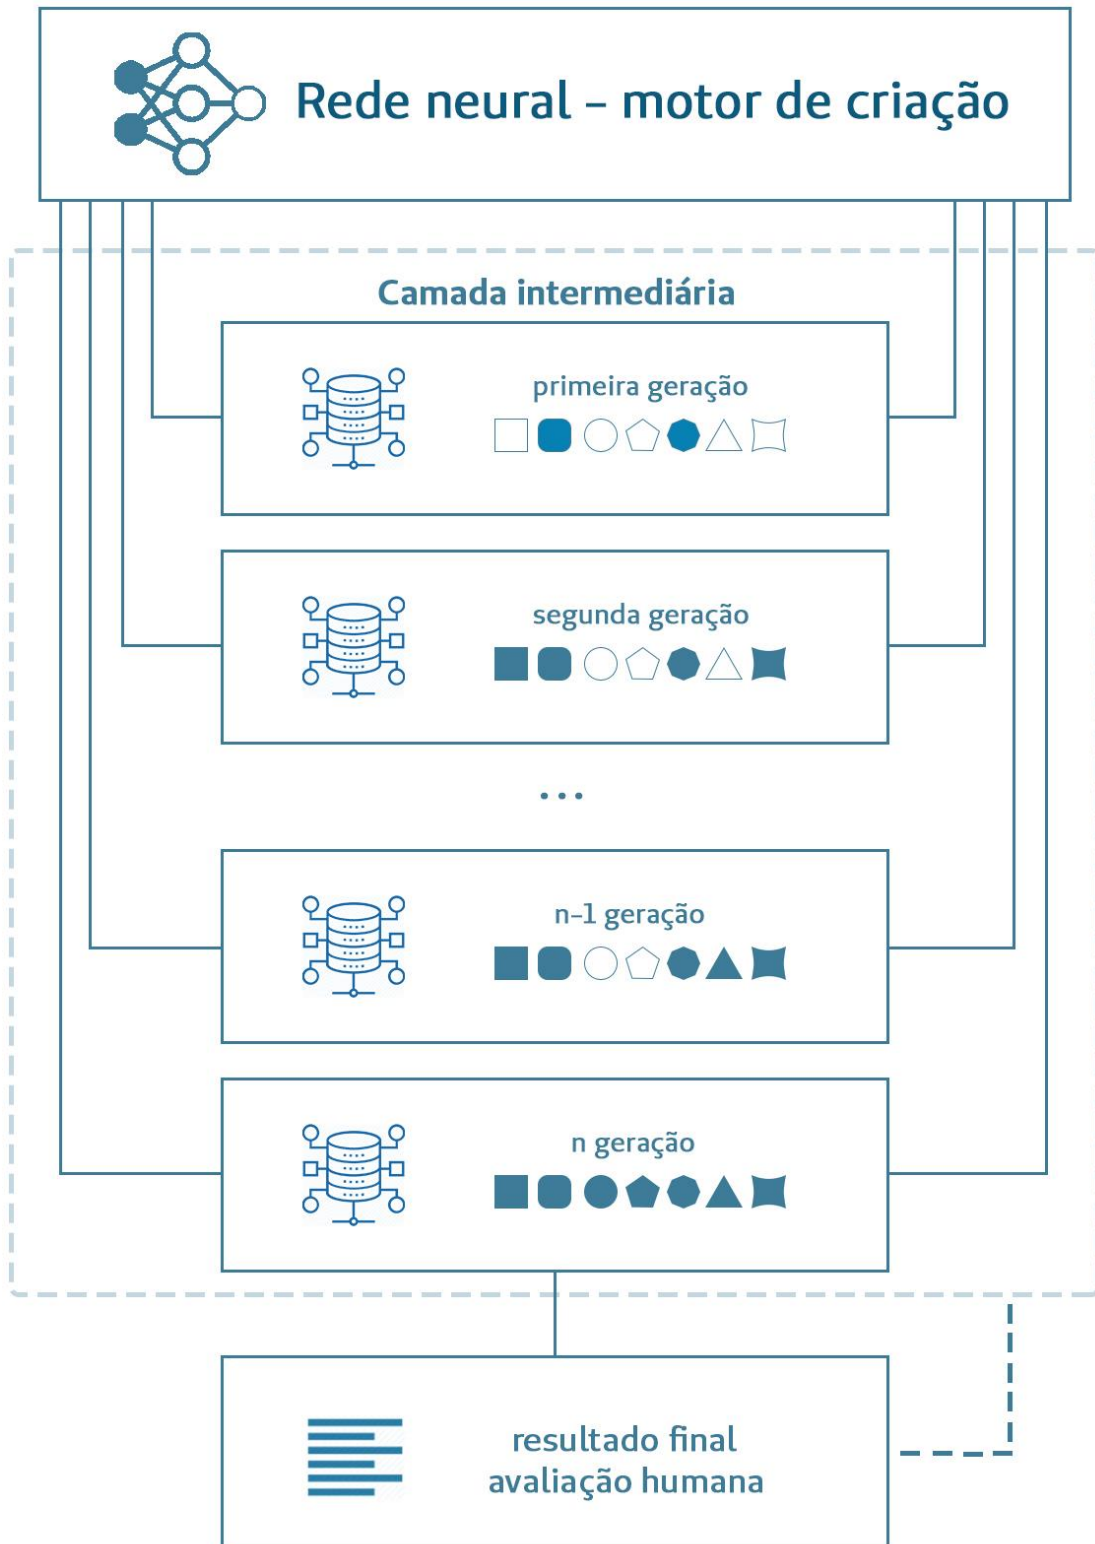 Rede neural – motor de criação
Camada intermediária
primeira geração
segunda geração
...
n-1 geração
n geração
resultado final
avaliação humana